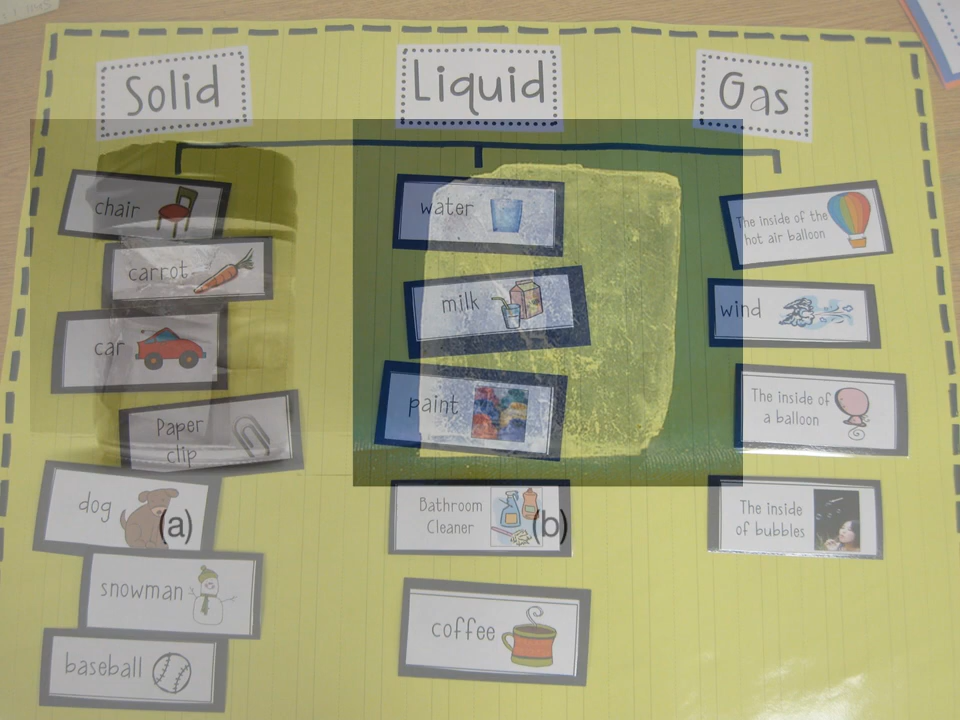 Solid
Liquid
Gas
chair
carrot
car
Paper
clip
dog
(a)
snowman
baseball
water
milk
paint
Bathroom
Cleaner
(b)
coffee
The inside of the
hot air balloon
wind
The inside of
a balloon
The inside
of bubbles